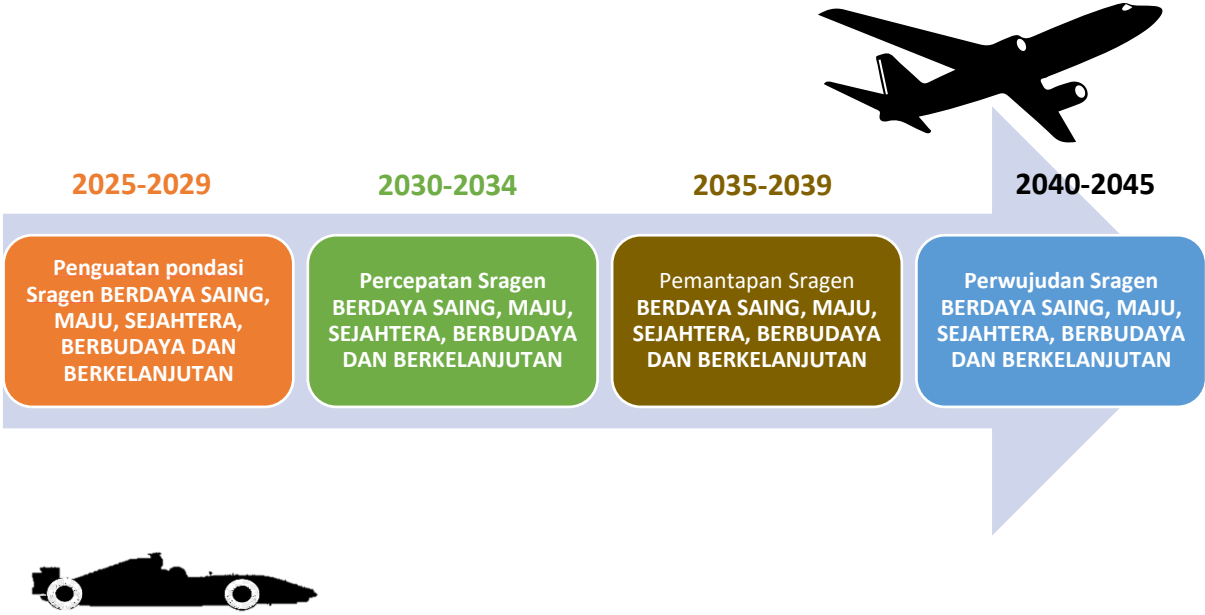 2025-2029
2030-2034
2035-2039
2040-2045
Penguatan pondasi
Sragen BERDAYA SAING,
MAJU, SEJAHTERA,
BERBUDAYA DAN
BERKELANJUTAN
Percepatan Sragen
BERDAYA SAING, MAJU,
SEJAHTERA, BERBUDAYA
DAN BERKELANJUTAN
Pemantapan Sragen
BERDAYA SAING, MAJU,
SEJAHTERA, BERBUDAYA
DAN BERKELANJUTAN
Perwujudan Sragen
BERDAYA SAING, MAJU,
SEJAHTERA, BERBUDAYA
DAN BERKELANJUTAN